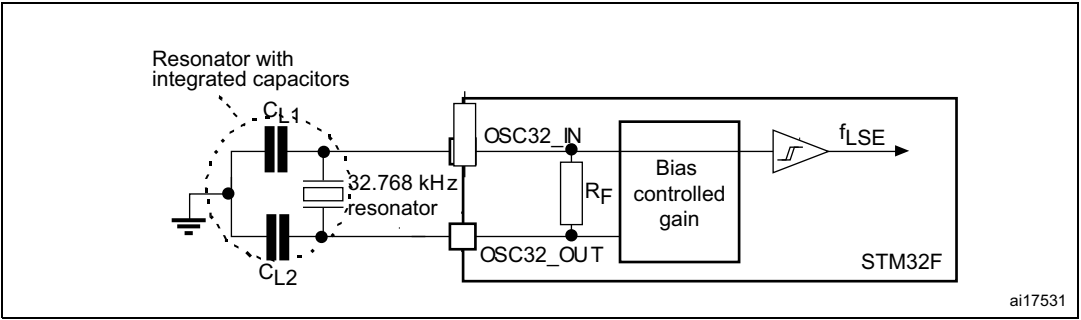 Resonator with
integrated capacitors
CL1
OSC32_IN
fLSE
32.768 kHz
resonator
RF
Bias
controlled
gain
OSC32_OUT
STM32F
CL2
ai17531